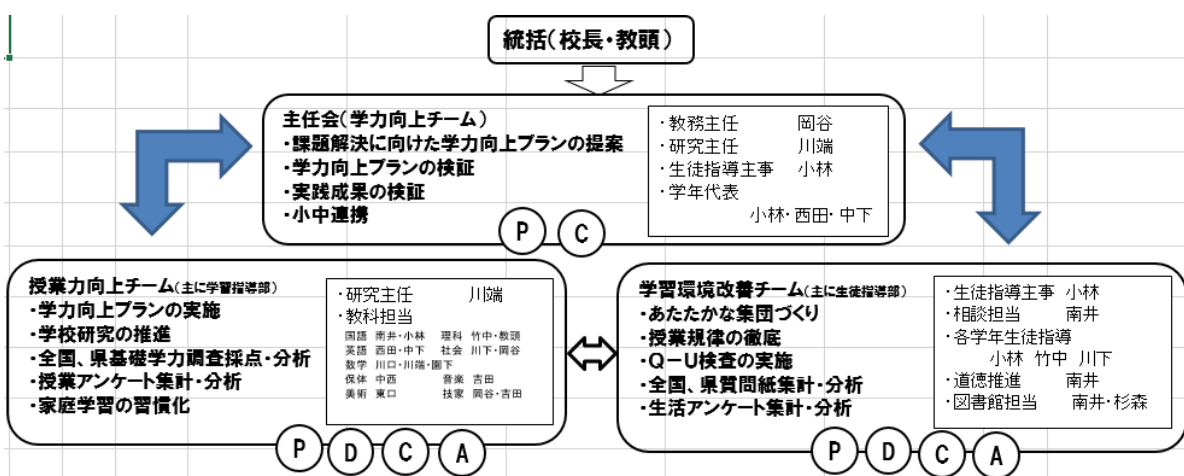 統括(校長・教頭)
主任会(学力向上チーム)
・課題解決に向けた学力向上プランの提案
・学力向上プランの検証
・実践成果の検証
・小中連携
・教務主任 岡谷
・研究主任 川端
・生徒指導主事 小林
・学年代表
小林・西田・中下
P C
授業力向上チーム(主に学習指導部)
・学力向上プランの実施
・学校研究の推進
・全国、県基礎学力調査採点・分析
・授業アンケート集計・分析
・家庭学習の習慣化
・研究主任 川端
・教科担当
国語 南井・小林 理科 竹中・教頭
英語 西田・中下 社会 川下・岡谷
数学 川口・川端・園下
保体 中西 音楽 吉田
美術 東口 技家 岡谷・吉田
P D C A
学習環境改善チーム(主に生徒指導部)
・あたたかな集団づくり
・授業規律の徹底
・Q－U検査の実施
・全国、県質問紙集計・分析
・生活アンケート集計・分析
・生徒指導主事 小林
・相談担当 南井
・各学年生徒指導
小林 竹中 川下
・道徳推進 南井
・図書館担当 南井・杉森
P D C A